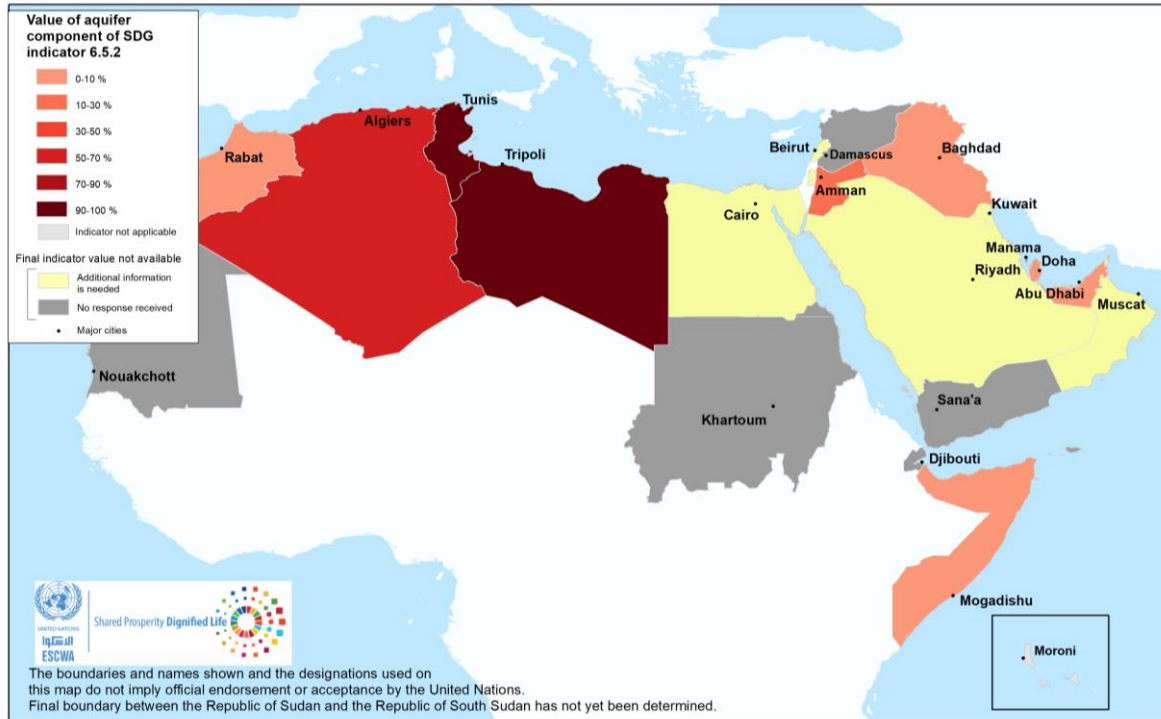 Value of aquifer
component of SDG
indicator 6.5.2
0-10 %
10-30 %
30-50 %
50-70 %
70-90 %
90-100 %
Indicator not applicable
Final indicator value not available
Additional information
is needed
No response received
Major cities
Tunis
Algiers
Rabat
Tripoli
Beirut
Damascus
Baghdad
Amman
Cairo
Kuwait
Manama
Doha
Riyadh
Abu Dhabi
Muscat
Nouakchott
Khartoum
Sana'a
Djibouti
Mogadishu
Moroni
UNITED NATIONS
الاسكوا
ESCWA
Shared Prosperity Dignified Life
The boundaries and names shown and the designations used on
this map do not imply official endorsement or acceptance by the United Nations.
Final boundary between the Republic of Sudan and the Republic of South Sudan has not yet been determined.